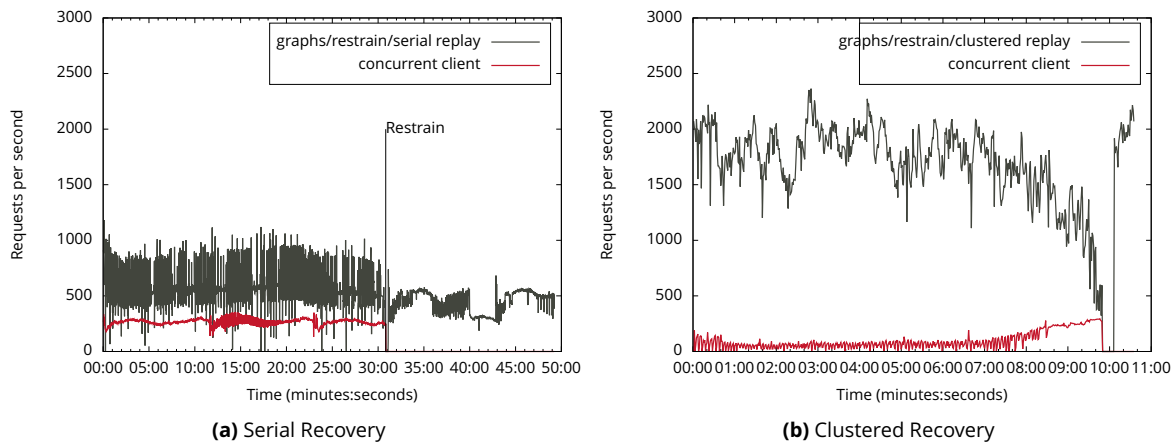 3000
2500
2000
1500
1000
500
0
Requests per second
graphs/restrain/serial replay
concurrent client
Restrain
00:00 05:00 10:00 15:00 20:00 25:00 30:00 35:00 40:00 45:00 50:00
Time (minutes:seconds)
(a) Serial Recovery
3000
2500
2000
1500
1000
500
0
Requests per second
graphs/restrain/clustered replay
concurrent client
00:00 01:00 02:00 03:00 04:00 05:00 06:00 07:00 08:00 09:00 10:00 11:00
Time (minutes:seconds)
(b) Clustered Recovery